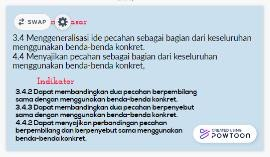 SWAP
asar
3.4 Menggeneralisasi ide pecahan sebagai bagian dari keseluruhan
menggunakan benda-benda konkret.
4.4 Menyajikan pecahan sebagai bagian dari keseluruhan
menggunakan benda-benda konkret.
Indikator
3.4.2 Dapat membandingkan dua pecahan berpembilang
sama dengan menggunakan benda-benda konkret.
3.4.3 Dapat membandingkan dua pecahan berpenyebut
sama dengan menggunakan benda-benda konkret.
4.4.2 Dapat menyajikan perbandingan pecahan
berpembilang dan berpenyebut sama menggunakan
benda-benda konkret.
CREATED USING
POWTOON